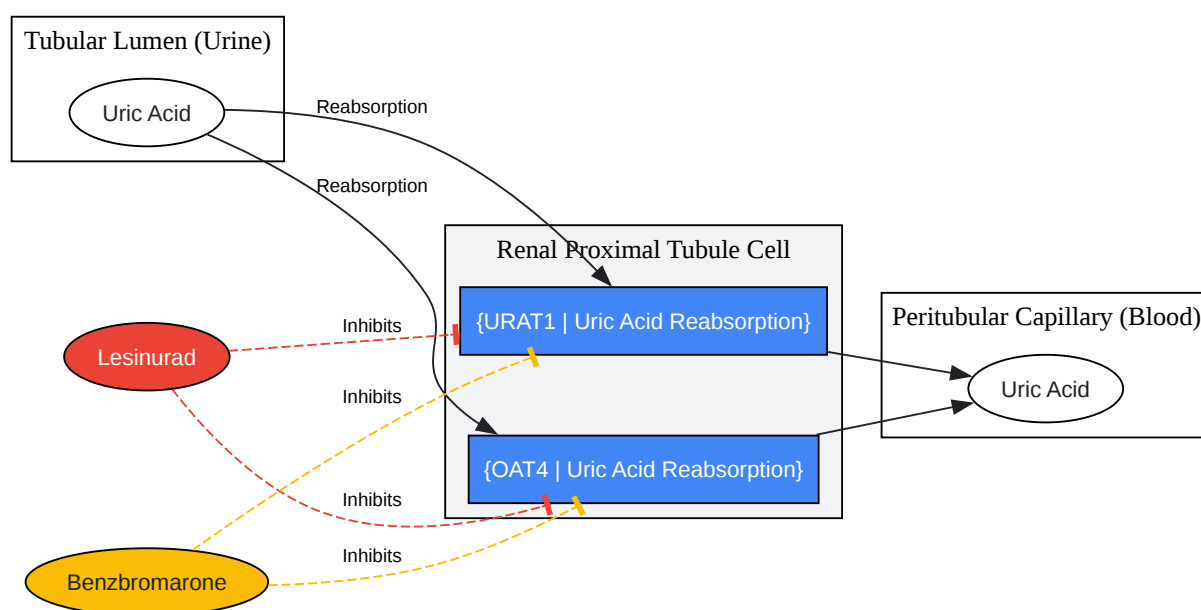 Tubular Lumen (Urine)
Uric Acid
Reabsorption
Reabsorption
Renal Proximal Tubule Cell
{URAT1 | Uric Acid Reabsorption}
{OAT4 | Uric Acid Reabsorption}
Peritubular Capillary (Blood)
Uric Acid
Lesinurad
Inhibits
Inhibits
Inhibits
Inhibits
Benzbromarone